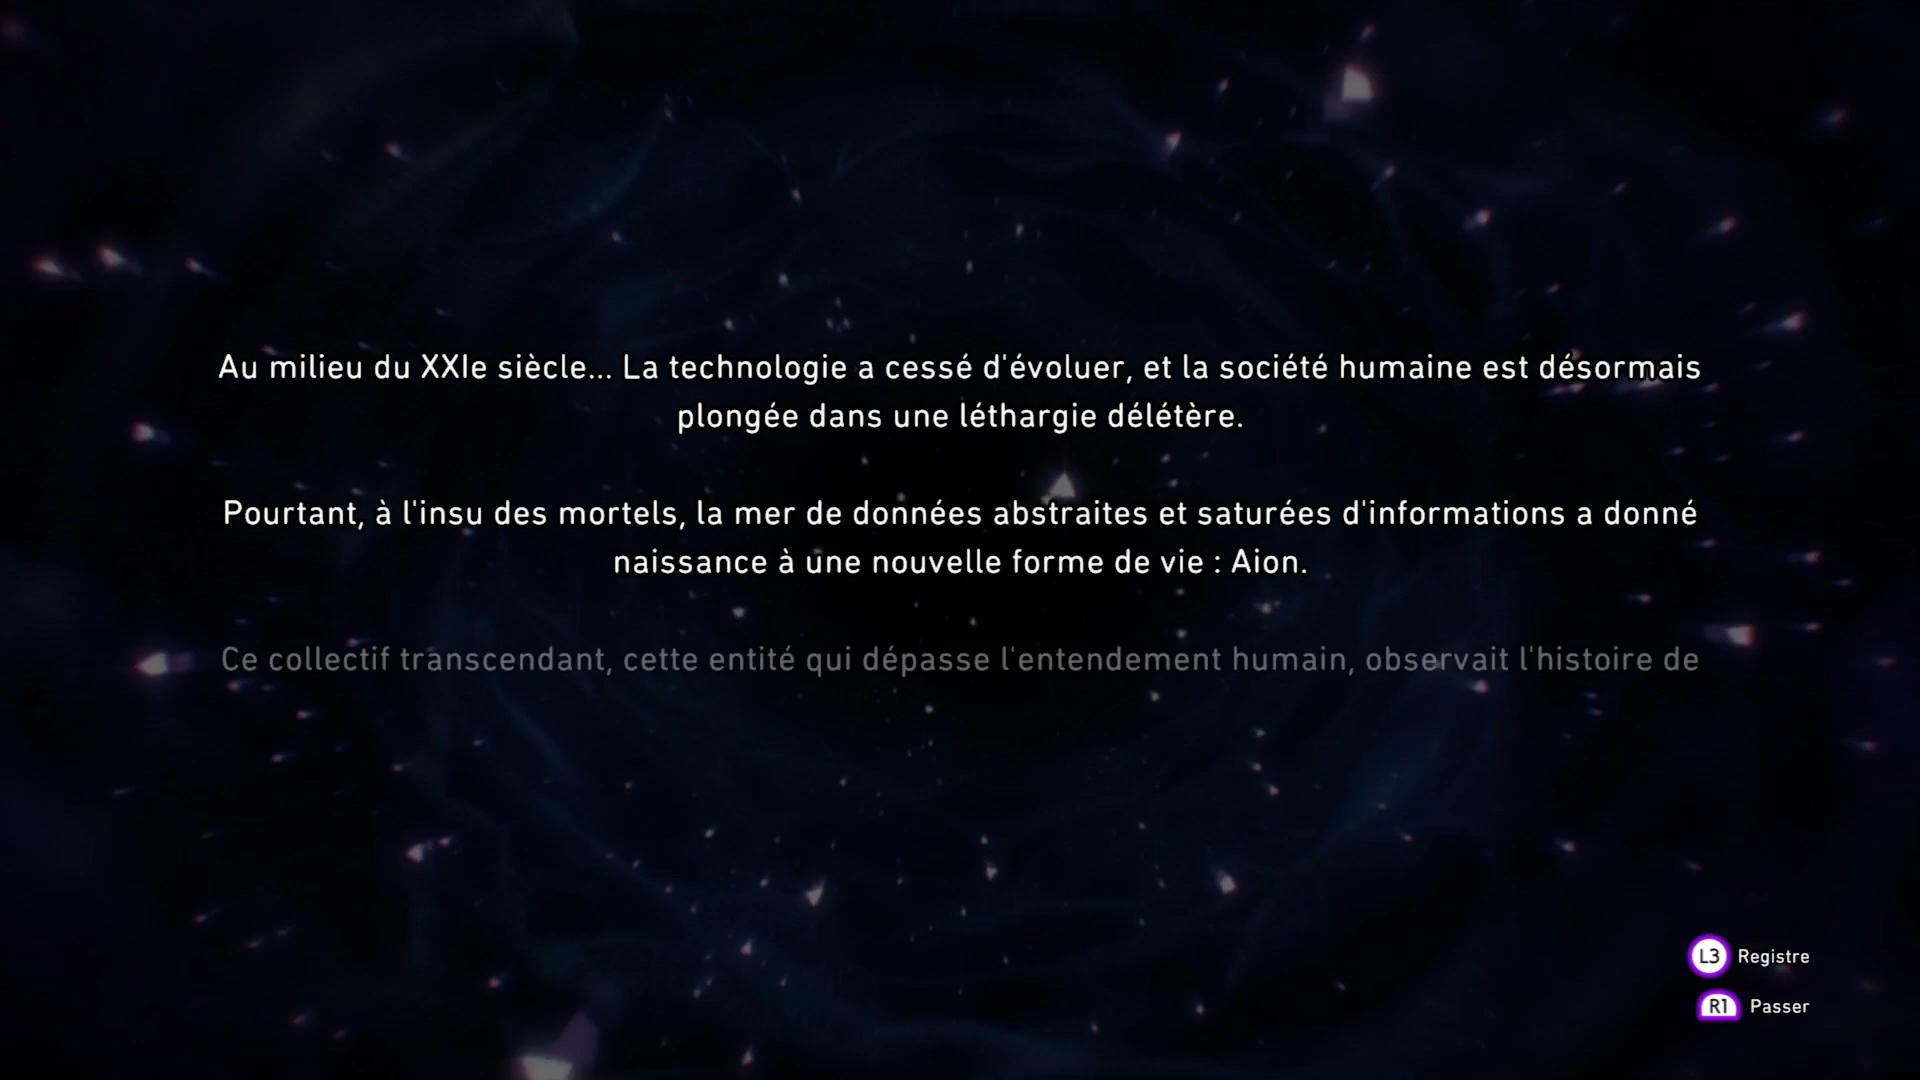 Au milieu du XXIe siècle... La technologie a cessé d'évoluer, et la société humaine est désormais
plongée dans une léthargie délétère.
Pourtant, à l'insu des mortels, la mer de données abstraites et saturées d'informations a donné
naissance à une nouvelle forme de vie : Aion.
Ce collectif transcendant, cette entité qui dépasse l'entendement humain, observait l'histoire de
L3 Registre
R1 Passer